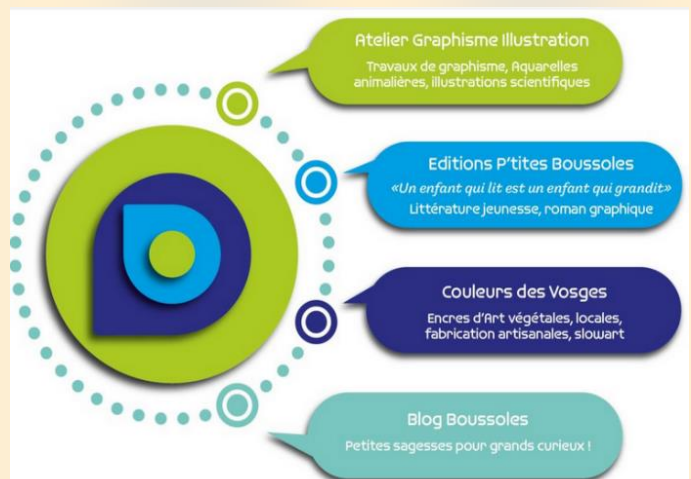 Atelier Graphisme Illustration
Travaux de graphisme, Aquarelles
animalières, illustrations scientifiques
Editions P'tites Boussoles
«Un enfant qui lit est un enfant qui grandit»
Littérature jeunesse, roman graphique
Couleurs des Vosges
Encres d'Art végétales, locales,
fabrication artisanales, slowart
Blog Boussoles
Petites sagesses pour grands curieux !